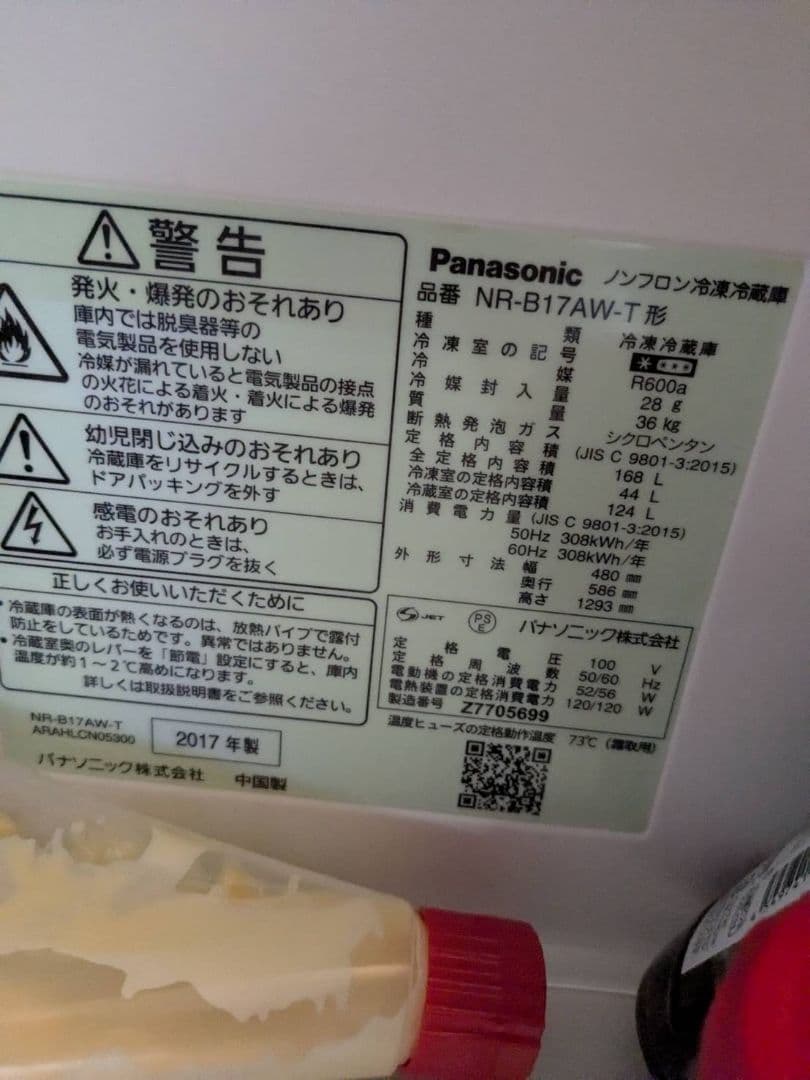 警告
発火・爆発のおそれあり
庫内では脱臭器等の
電気製品を使用しない
冷媒が漏れていると電気製品の接点
の火花による着火・着火による爆発
のおそれがあります
幼児閉じ込みのおそれあり
冷蔵庫をリサイクルするときは、
ドアパッキングを外す
感電のおそれあり
お手入れのときは、
必ず電源プラグを抜く
正しくお使いいただくために
・冷蔵庫の表面が熱くなるのは、放熱パイプで露付
防止をしているためです。異常ではありません。
・冷蔵室奥のレバーを「節電」設定にすると、庫内
温度が約1~2℃高めになります。
詳しくは取扱説明書をご参照ください。
NR-B17AW-T
ARAHLCN05300
2017年製
パナソニック株式会社 中国製
Panasonic ノンフロン冷凍冷蔵庫
品番 NR-B17AW-T形
種類 冷凍冷蔵庫
冷凍室の記号 ****
冷媒 R600a
冷媒封入量 28 g
質量 36 kg
断熱発泡ガス シクロペンタン
定格内容積 (JIS C 9801-3:2015)
全定格内容積 168 L
冷凍室の定格内容積 44 L
冷蔵室の定格内容積 124 L
消費電力量 (JIS C 9801-3:2015)
50Hz 308kWh/年
60Hz 308kWh/年
外形寸法 幅 480 mm
奥行 586 mm
高さ 1293 mm
JET PSE パナソニック株式会社
定格電圧 100 V
定格周波数 50/60 Hz
電動機の定格消費電力 52/56 W
電熱装置の定格消費電力 120/120 W
製造番号 Z7705699
温度ヒューズの定格動作温度 73℃ (霜取用)